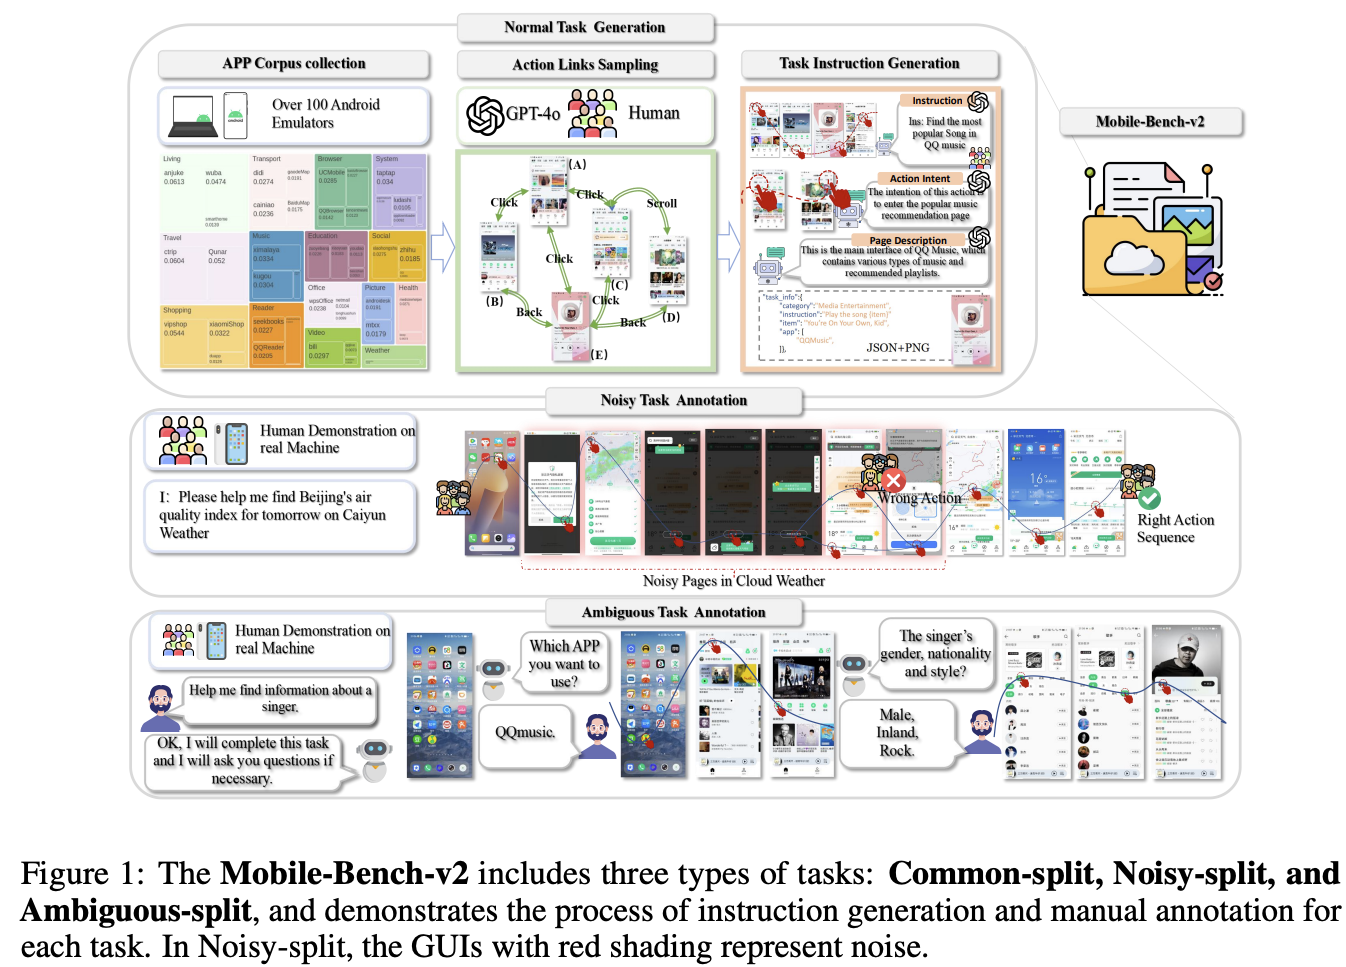 Normal Task Generation
APP Corpus collection
Action Links Sampling
Task Instruction Generation
Mobile-Bench-v2
Over 100 Android
Emulators
android
GPT-4o
Human
Living
anjuke
0.0613
wuba
0.0474
smarthome
Transport
didi
0.0274
cainiao
0.0236
goodeMap
0.0191
BaiduMap
0.0175
Browser
UCMobile
0.0285
QQBrowser
System
taptap
0.034
ludashi
0.0105
Travel
ctrip
0.0604
Qunar
0.052
Music
ximalaya
0.0334
kugou
0.0304
Education
Social
zhihu
0.0185
Office
wpsOffice
0.0238
Picture
mtxx
0.0179
Health
Shopping
vipshop
0.0544
xiaomiShop
0.0322
Reader
seekbooks
0.0227
QQReader
0.0205
Video
bili
0.0297
Weather
(A)
Click
Click
Scroll
Click
(B)
(C)
Click
(D)
Back
Back
(E)
Instruction
Ins: Find the most
popular Song in
QQ music
Action Intent
The intention of this action is
to enter the popular music
recommendation page
Page Description
This is the main interface of QQ Music, which
contains various types of music and
recommended playlists.
"task_info":{
"category":"Media Entertainment",
"instruction":"Play the song {item}"
"item": "You're On Your Own, Kid",
"app": [
"QQMusic",
]},
JSON+PNG
Noisy Task Annotation
Human Demonstration on
real Machine
I: Please help me find Beijing's air
quality index for tomorrow on Caiyun
Weather
Wrong Action
Right Action
Sequence
Noisy Pages in Cloud Weather
Ambiguous Task Annotation
Human Demonstration on
real Machine
Help me find information about a
singer.
OK, I will complete this task
and I will ask you questions if
necessary.
Which APP
you want to
use?
QQmusic.
The singer's
gender, nationality
and style?
Male,
Inland,
Rock.
Figure 1: The Mobile-Bench-v2 includes three types of tasks: Common-split, Noisy-split, and
Ambiguous-split, and demonstrates the process of instruction generation and manual annotation for
each task. In Noisy-split, the GUIs with red shading represent noise.